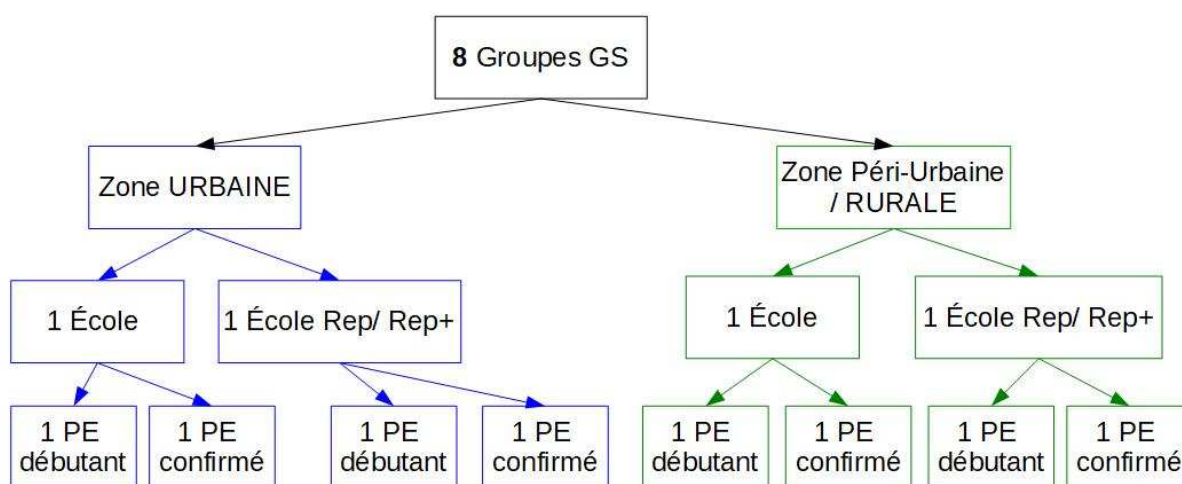 8 Groupes GS
Zone URBAINE
Zone Péri-Urbaine
/ RURALE
1 École
1 École Rep/ Rep+
1 École
1 École Rep/ Rep+
1 PE
débutant
1 PE
confirmé
1 PE
débutant
1 PE
confirmé
1 PE
débutant
1 PE
confirmé
1 PE
débutant
1 PE
confirmé